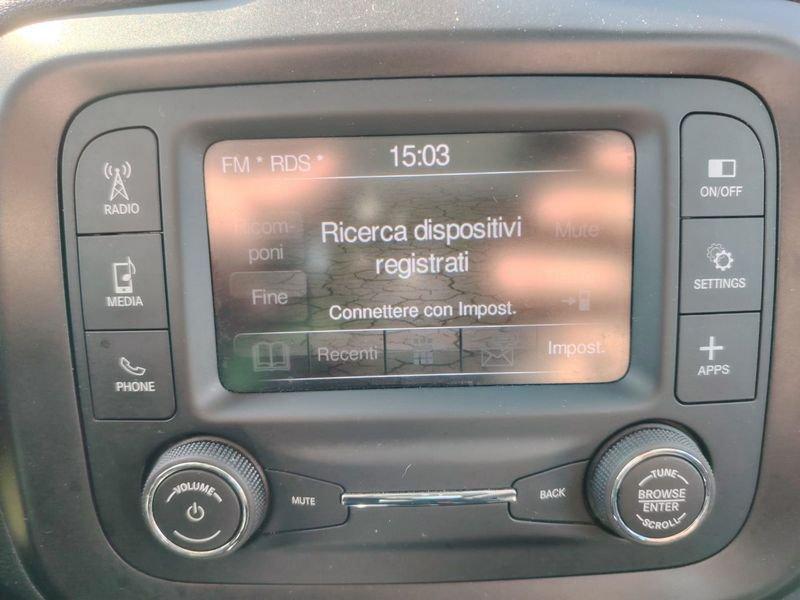 FM * RDS *
15:03
Ricom-
poni
Ricerca dispositivi
registrati
Mute
Fine
Connettere con Impost.
Recenti
Impost.
RADIO
MEDIA
PHONE
ON/OFF
SETTINGS
APPS
VOLUME
MUTE
BACK
TUNE
BROWSE
ENTER
SCROLL